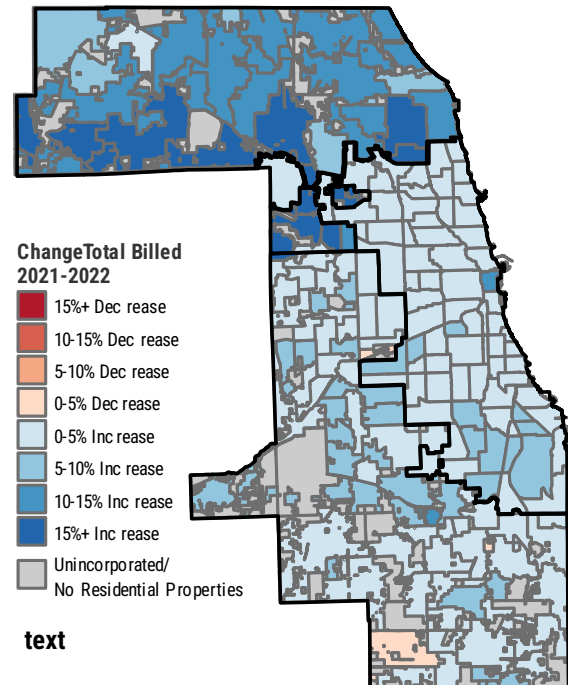 ChangeTotal Billed
2021-2022
15%+ Dec rease
10-15% Dec rease
5-10% Dec rease
0-5% Dec rease
0-5% Inc rease
5-10% Inc rease
10-15% Inc rease
15%+ Inc rease
Unincorporated/
No Residential Properties
text